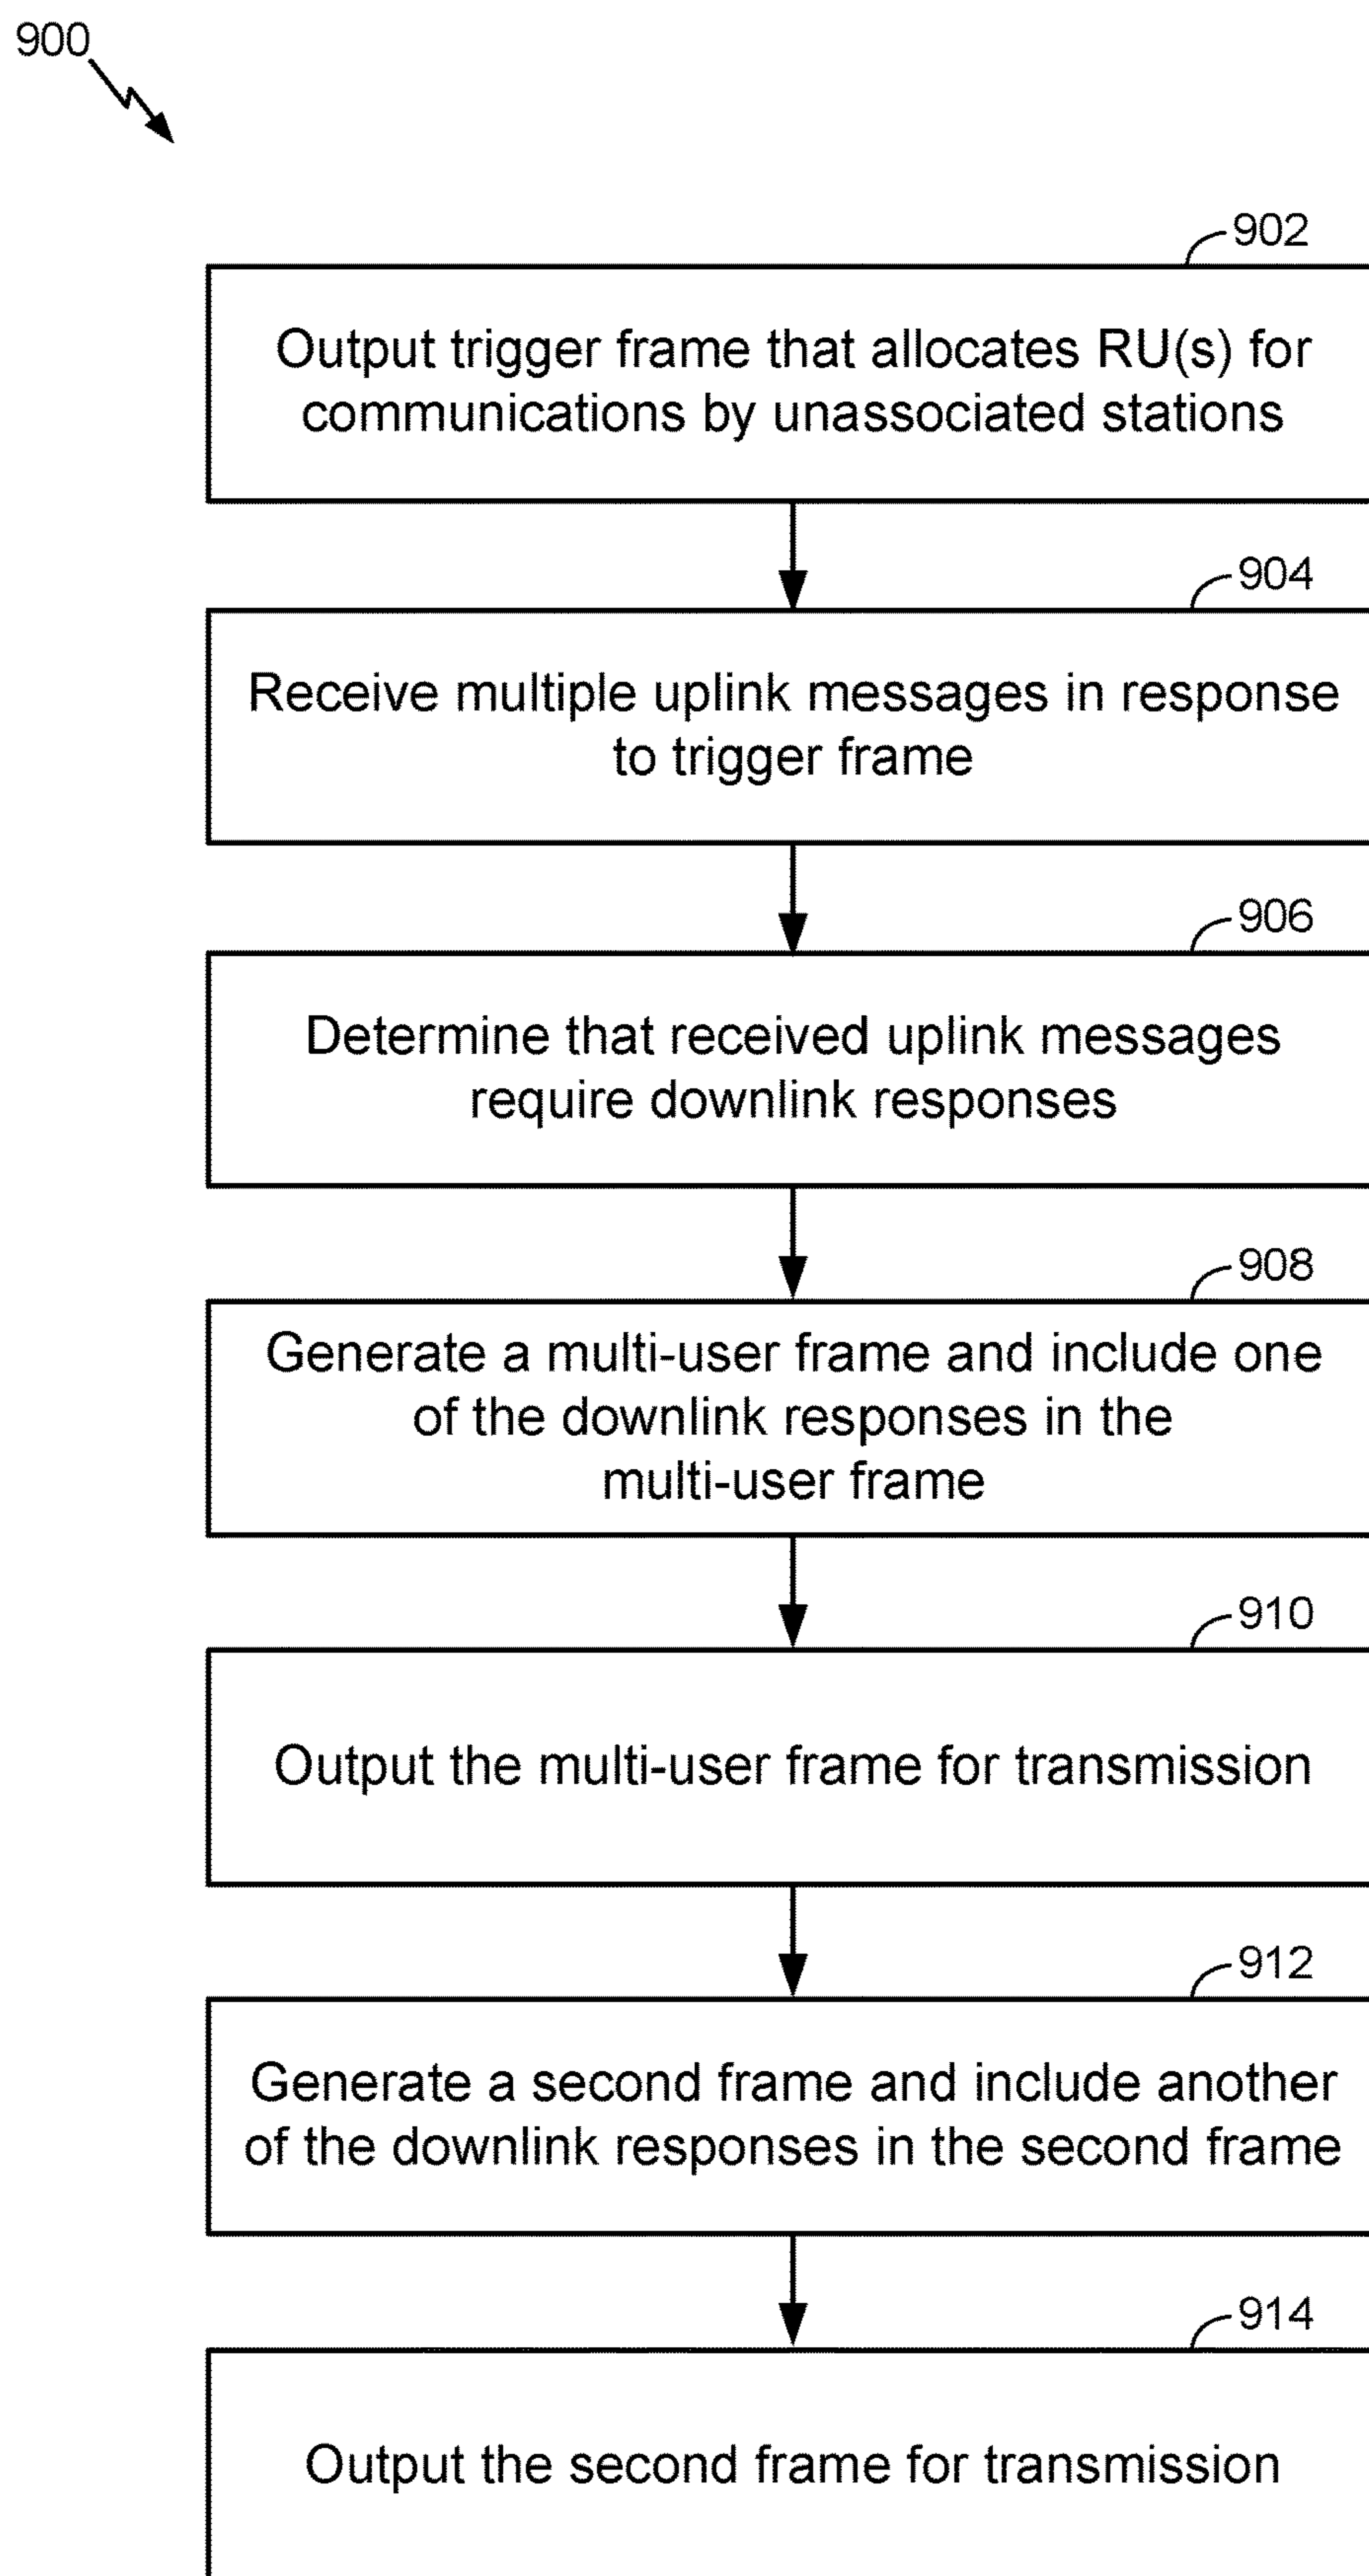 900
902
Output trigger frame that allocates RU(s) for
communications by unassociated stations
904
Receive multiple uplink messages in response
to trigger frame
906
Determine that received uplink messages
require downlink responses
908
Generate a multi-user frame and include one
of the downlink responses in the
multi-user frame
910
Output the multi-user frame for transmission
912
Generate a second frame and include another
of the downlink responses in the second frame
914
Output the second frame for transmission